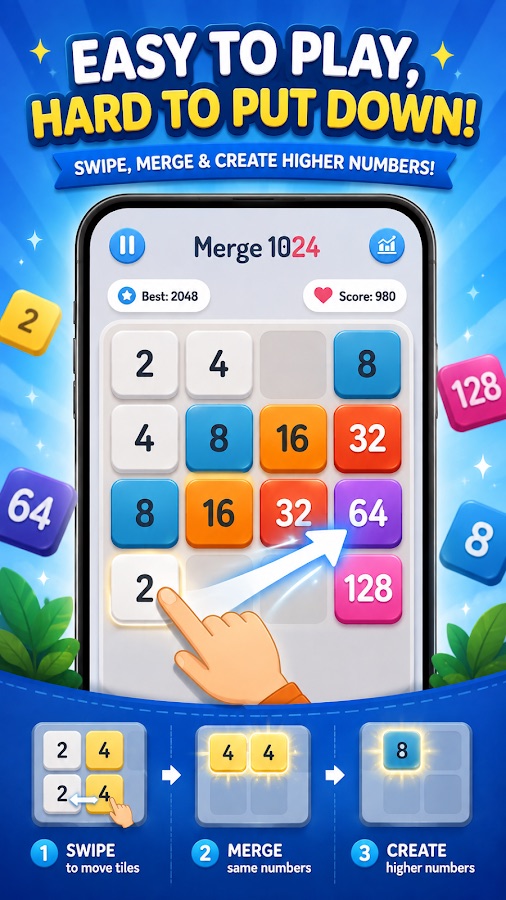 EASY TO PLAY,
HARD TO PUT DOWN!
SWIPE, MERGE & CREATE HIGHER NUMBERS!
Merge 1024
Best: 2048
Score: 980
2
2 4 8
128
4 8 16 32
64
8 16 32 64
8
2 128
2 4
2 4
4 4
8
1 SWIPE
to move tiles
2 MERGE
same numbers
3 CREATE
higher numbers